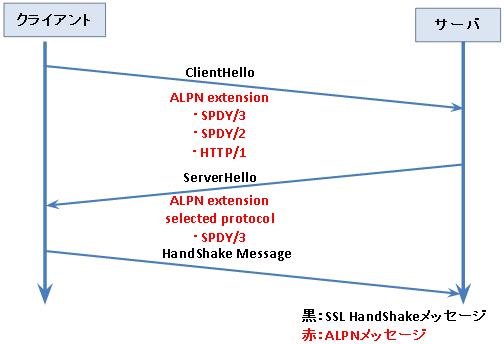 クライアント
サーバ
ClientHello
ALPN extension
- SPDY/3
- SPDY/2
- HTTP/1
ServerHello
ALPN extension
selected protocol
- SPDY/3
HandShake Message
黒：SSL HandShakeメッセージ
赤：ALPNメッセージ